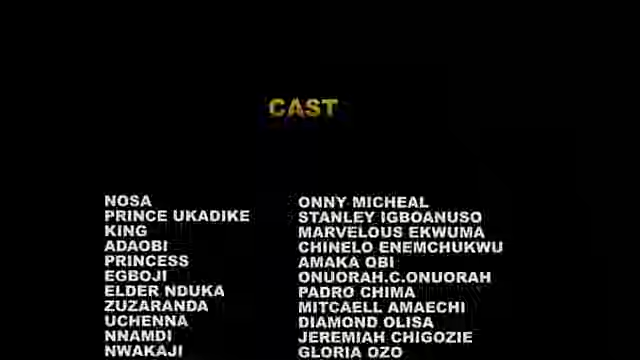 CAST
NOSA ONNY MICHEAL
PRINCE UKADIKE STANLEY IGBOANUSO
KING MARVELOUS EKWUMA
ADAOBI CHINELO ENEMCHUKWU
PRINCESS AMAKA OBI
EGBOJI ONUORAH.C.ONUORAH
ELDER NDUKA PADRO CHIMA
ZUZARANDA MITCAELL AMAECHI
UCHENNA DIAMOND OLISA
NNAMDI JEREMIAH CHIGOZIE
NWAKAJI GLORIA OZO